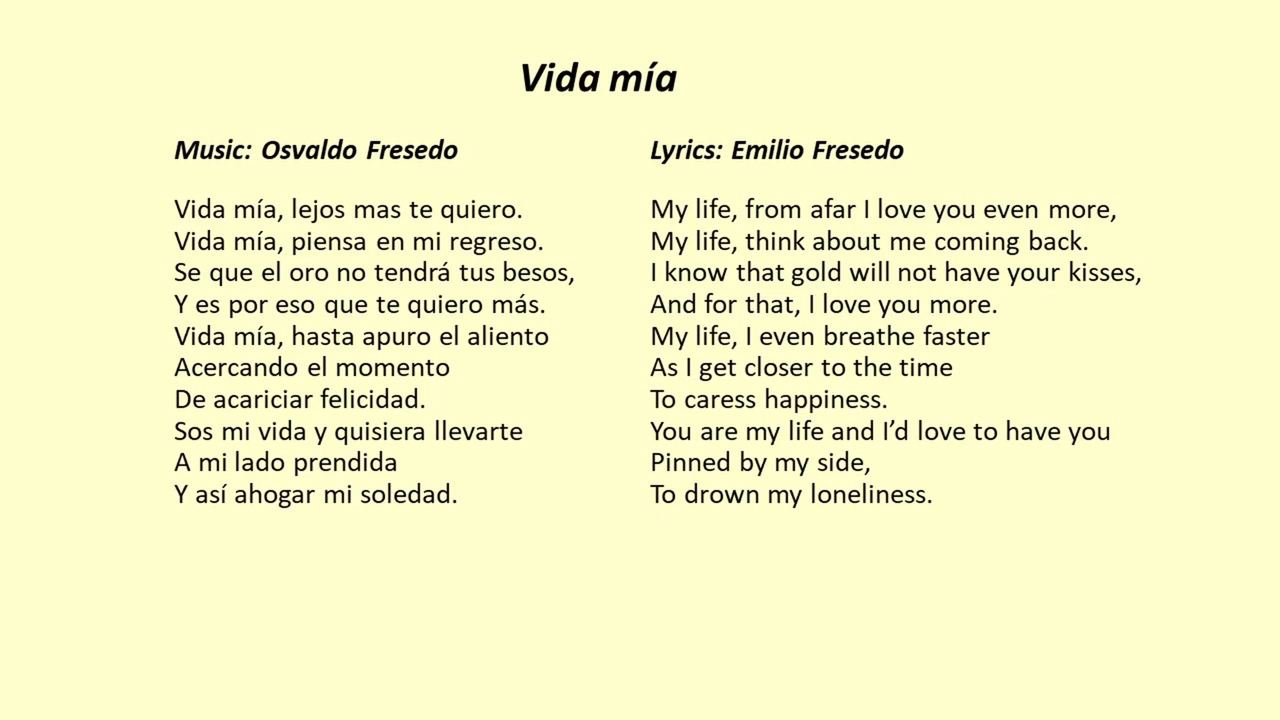 Vida mía
Music: Osvaldo Fresedo
Vida mía, lejos mas te quiero.
Vida mía, piensa en mi regreso.
Se que el oro no tendrá tus besos,
Y es por eso que te quiero más.
Vida mía, hasta apuro el aliento
Acercando el momento
De acariciar felicidad.
Sos mi vida y quisiera llevarte
A mi lado prendida
Y así ahogar mi soledad.
Lyrics: Emilio Fresedo
My life, from afar I love you even more,
My life, think about me coming back.
I know that gold will not have your kisses,
And for that, I love you more.
My life, I even breathe faster
As I get closer to the time
To caress happiness.
You are my life and I’d love to have you
Pinned by my side,
To drown my loneliness.